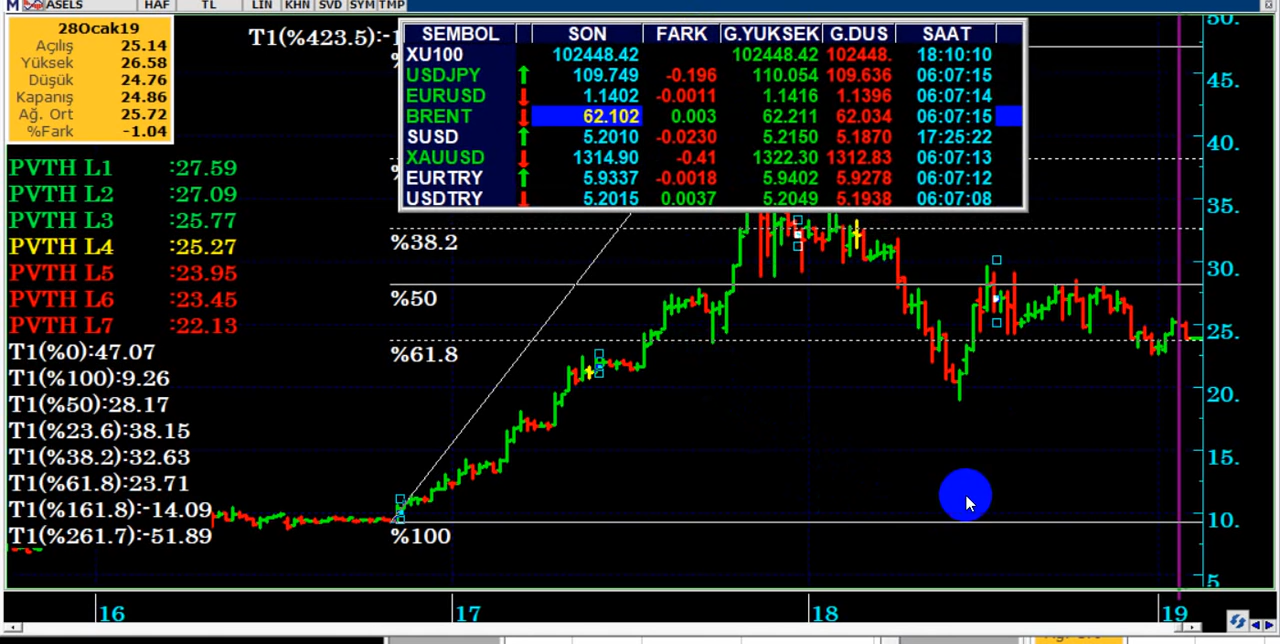 M ASELS HAF TL LIN KHN SVD SYM TMP
28Ocak19
Açılış 25.14
Yüksek 26.58
Düşük 24.76
Kapanış 24.86
Ağ. Ort 25.72
%Fark -1.04
T1(%423.5):-1
SEMBOL SON FARK G.YUKSEK G.DUS SAAT
XU100 102448.42 102448.42 102448. 18:10:10
USDJPY 109.749 -0.196 110.054 109.636 06:07:15
EURUSD 1.1402 -0.0011 1.1416 1.1396 06:07:14
BRENT 62.102 0.003 62.211 62.034 06:07:15
SUSD 5.2010 -0.0230 5.2150 5.1870 17:25:22
XAUUSD 1314.90 -0.41 1322.30 1312.83 06:07:13
EURTRY 5.9337 -0.0018 5.9402 5.9278 06:07:12
USDTRY 5.2015 0.0037 5.2049 5.1938 06:07:08
PVTH L1 :27.59
PVTH L2 :27.09
PVTH L3 :25.77
PVTH L4 :25.27
PVTH L5 :23.95
PVTH L6 :23.45
PVTH L7 :22.13
T1(%0):47.07
T1(%100):9.26
T1(%50):28.17
T1(%23.6):38.15
T1(%38.2):32.63
T1(%61.8):23.71
T1(%161.8):-14.09
T1(%261.7):-51.89
%38.2
%50
%61.8
%100
50.
45.
40.
35.
30.
25.
20.
15.
10.
5
16 17 18 19